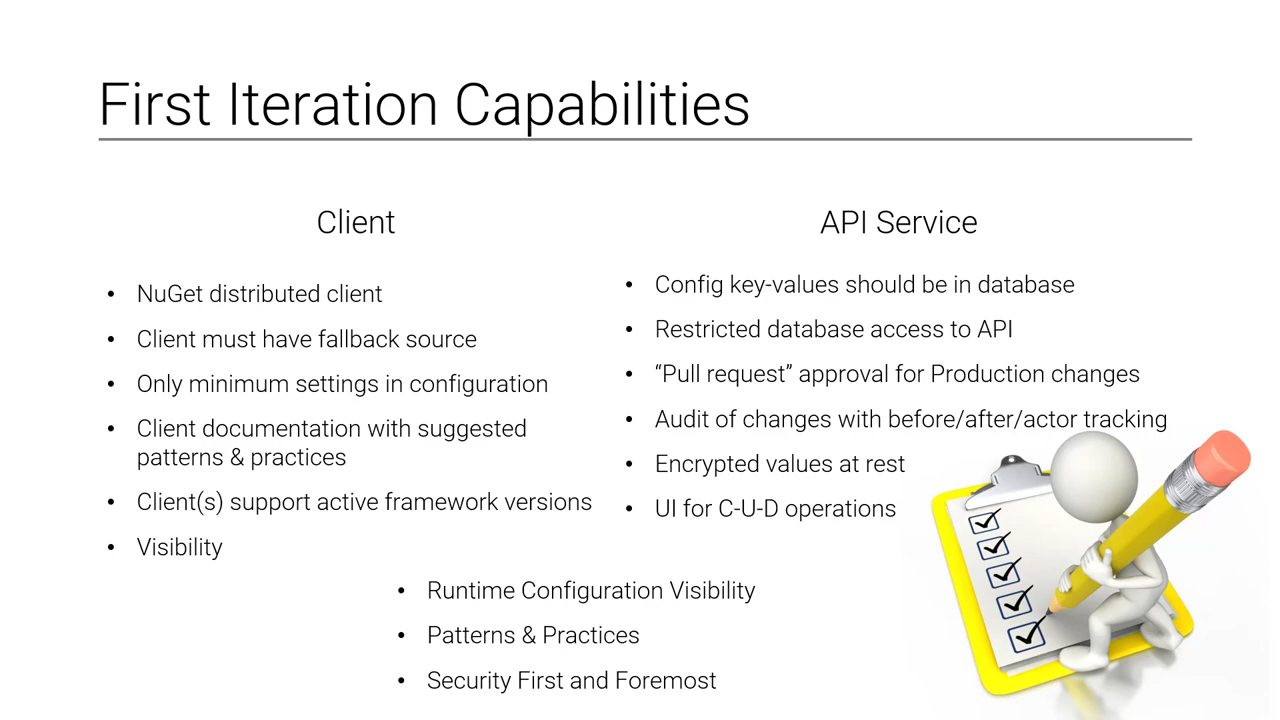 First Iteration Capabilities
Client
• NuGet distributed client
• Client must have fallback source
• Only minimum settings in configuration
• Client documentation with suggested
patterns & practices
• Client(s) support active framework versions
• Visibility
API Service
• Config key-values should be in database
• Restricted database access to API
• “Pull request” approval for Production changes
• Audit of changes with before/after/actor tracking
• Encrypted values at rest
• UI for C-U-D operations
• Runtime Configuration Visibility
• Patterns & Practices
• Security First and Foremost